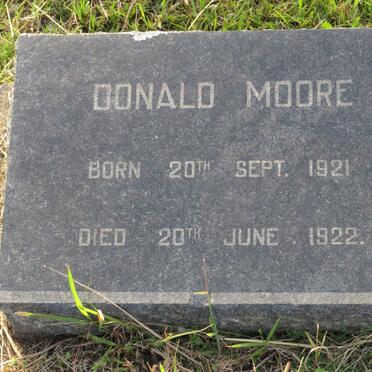 DONALD MOORE
BORN 20TH SEPT. 1921
DIED 20TH JUNE. 1922.